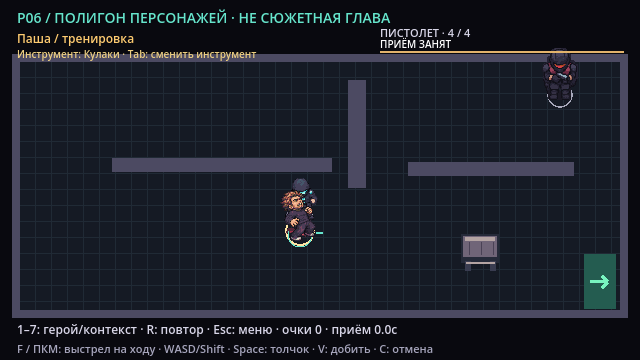 P06 / ПОЛИГОН ПЕРСОНАЖЕЙ · НЕ СЮЖЕТНАЯ ГЛАВА
Паша / тренировка
ПИСТОЛЕТ · 4 / 4
ПРИЁМ ЗАНЯТ
Инструмент: Кулаки · Tab: сменить инструмент
1–7: герой/контекст · R: повтор · Esc: меню · очки 0 · приём 0.0с
F / ПКМ: выстрел на ходу · WASD/Shift · Space: толчок · V: добить · C: отмена